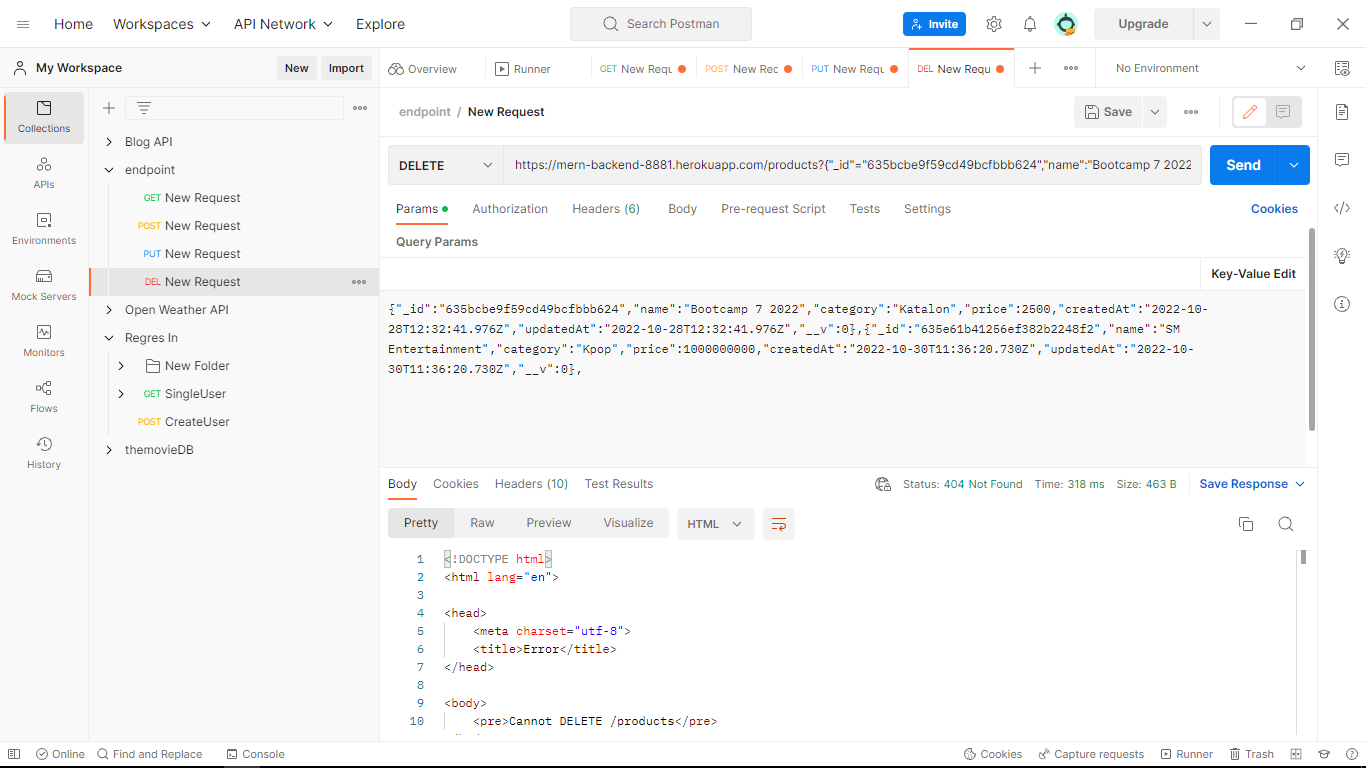 Home Workspaces API Network Explore Search Postman Invite Upgrade
My Workspace New Import Overview Runner GET New Requ POST New Rec PUT New Requ DEL New Requ No Environment
Collections
APIs
Environments
Mock Servers
Monitors
Flows
History
Blog API
endpoint
GET New Request
POST New Request
PUT New Request
DEL New Request
Open Weather API
Regres In
New Folder
GET SingleUser
POST CreateUser
themovieDB
endpoint / New Request Save
DELETE https://mern-backend-8881.herokuapp.com/products?{"_id"="635bcbe9f59cd49bcfbbb624","name":"Bootcamp 7 2022 Send
Params Authorization Headers (6) Body Pre-request Script Tests Settings Cookies
Query Params
Key-Value Edit
{"_id":"635bcbe9f59cd49bcfbbb624","name":"Bootcamp 7 2022","category":"Katalon","price":2500,"createdAt":"2022-10-
28T12:32:41.976Z","updatedAt":"2022-10-28T12:32:41.976Z","__v":0},{"_id":"635e61b41256ef382b2248f2","name":"SM
Entertainment","category":"Kpop","price":1000000000,"createdAt":"2022-10-30T11:36:20.730Z","updatedAt":"2022-10-
30T11:36:20.730Z","__v":0},
Body Cookies Headers (10) Test Results Status: 404 Not Found Time: 318 ms Size: 463 B Save Response
Pretty Raw Preview Visualize HTML
1 <!DOCTYPE html>
2 <html lang="en">
3
4 <head>
5 <meta charset="utf-8">
6 <title>Error</title>
7 </head>
8
9 <body>
10 <pre>Cannot DELETE /products</pre>
Online Find and Replace Console Cookies Capture requests Runner Trash